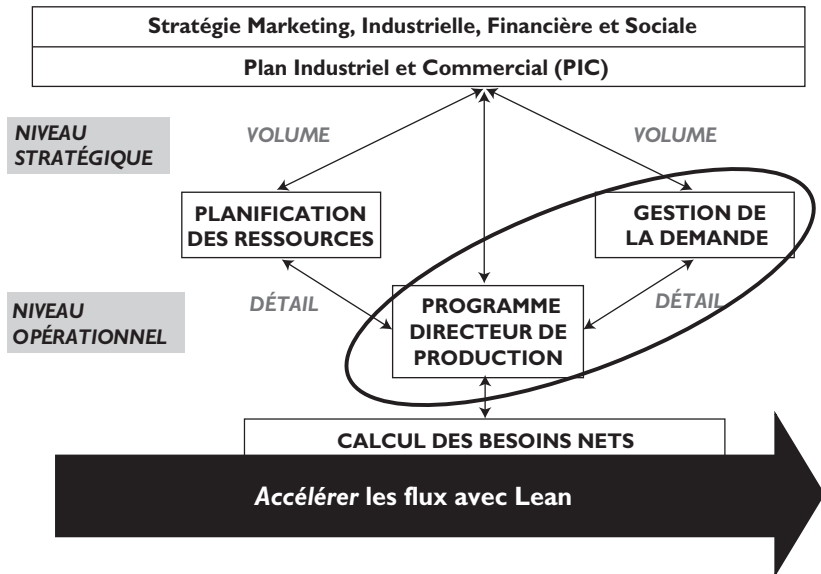 Stratégie Marketing, Industrielle, Financière et Sociale
Plan Industriel et Commercial (PIC)
NIVEAU
STRATÉGIQUE
VOLUME
VOLUME
PLANIFICATION
DES RESSOURCES
GESTION DE
LA DEMANDE
NIVEAU
OPÉRATIONNEL
DÉTAIL
PROGRAMME
DIRECTEUR DE
PRODUCTION
DÉTAIL
CALCUL DES BESOINS NETS
Accélérer les flux avec Lean